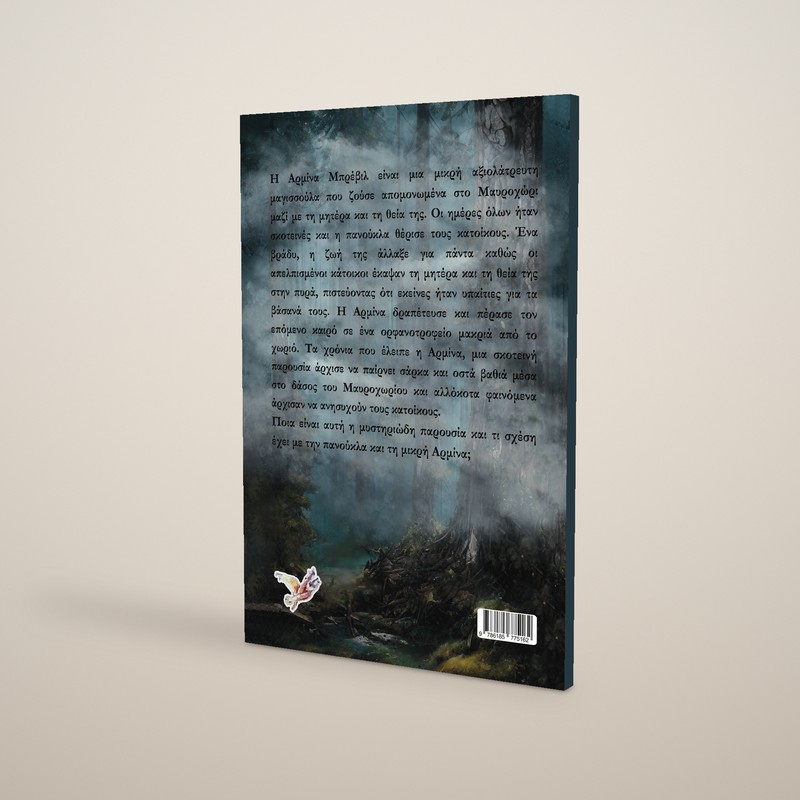 Η Αρμίνα Μπρέβιλ είναι μια μικρή αξιολάτρευτη
μαγισσούλα που ζούσε απομονωμένα στο Μαυροχώρι
μαζί με τη μητέρα και τη θεία της. Οι ημέρες όλων ήταν
σκοτεινές και η πανούκλα θέρισε τους κατοίκους. Ένα
βράδυ, η ζωή της άλλαξε για πάντα καθώς οι
απελπισμένοι κάτοικοι έκαψαν τη μητέρα και τη θεία της
στην πυρά, πιστεύοντας ότι εκείνες ήταν υπαίτιες για τα
βάσανά τους. Η Αρμίνα δραπέτευσε και πέρασε τον
επόμενο καιρό σε ένα ορφανοτροφείο μακριά από το
χωριό. Τα χρόνια που έλειπε η Αρμίνα, μια σκοτεινή
παρουσία άρχισε να παίρνει σάρκα και οστά βαθιά μέσα
στο δάσος του Μαυροχωρίου και αλλόκοτα φαινόμενα
άρχισαν να ανησυχούν τους κατοίκους.
Ποια είναι αυτή η μυστηριώδη παρουσία και τι σχέση
έχει με την πανούκλα και τη μικρή Αρμίνα;
9 786185 775162